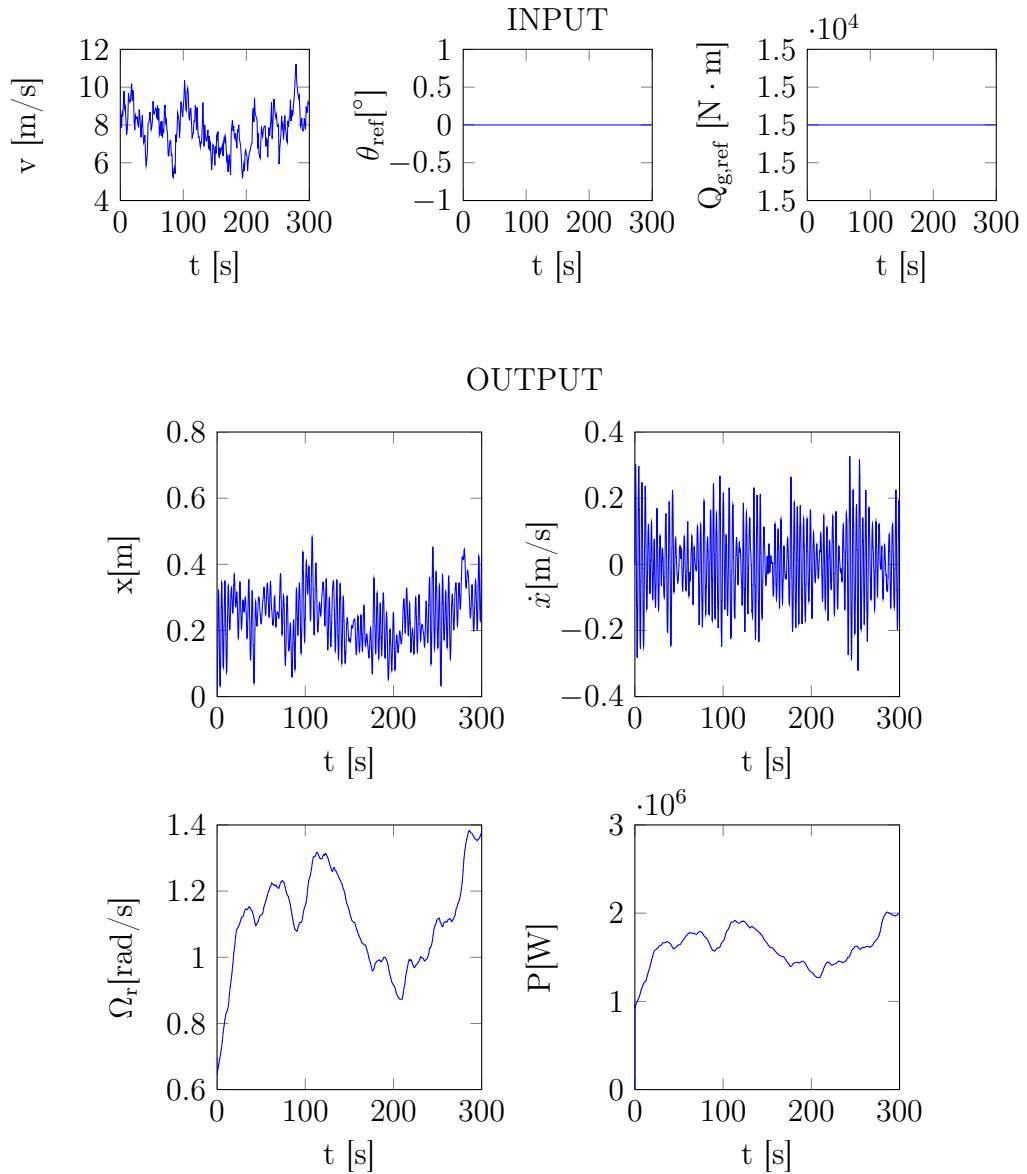 INPUT
v [m/s]
12
10
8
6
4
0 100 200 300
t [s]
θref[°]
1
0.5
0
−0.5
−1
0 100 200 300
t [s]
Qg,ref [N · m]
·10⁴
1.5
1.5
1.5
1.5
1.5
0 100 200 300
t [s]
OUTPUT
x[m]
0.8
0.6
0.4
0.2
0
0 100 200 300
t [s]
ẋ[m/s]
0.4
0.2
0
−0.2
−0.4
0 100 200 300
t [s]
Ωr[rad/s]
1.4
1.2
1
0.8
0.6
0 100 200 300
t [s]
P[W]
·10⁶
3
2
1
0
0 100 200 300
t [s]